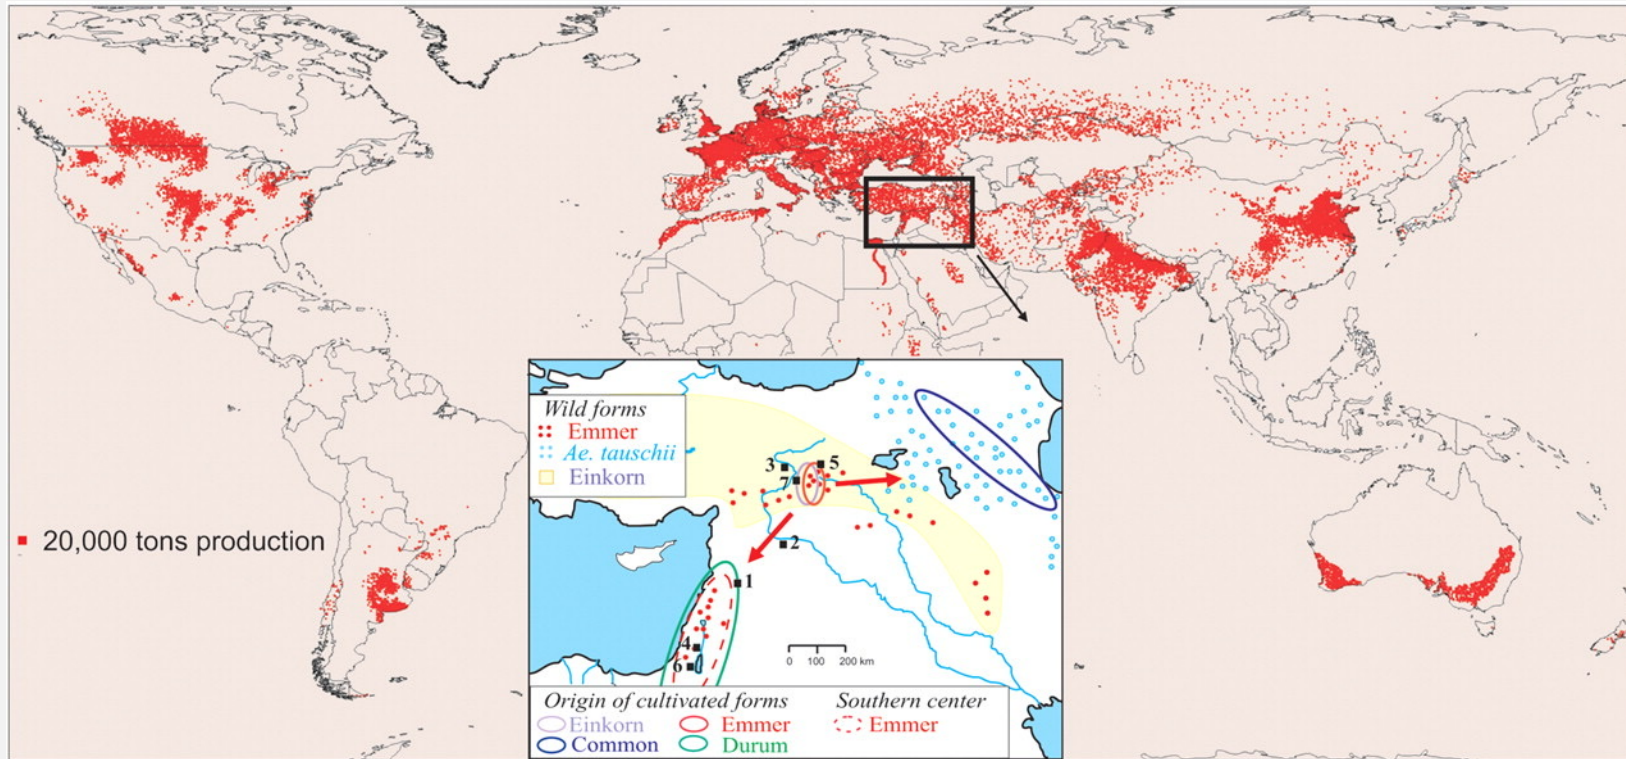 20,000 tons production
Wild forms
Emmer
Ae. tauschii
Einkorn
3
5
7
2
1
4
6
0 100 200 km
Origin of cultivated forms Southern center
Einkorn Emmer Emmer
Common Durum